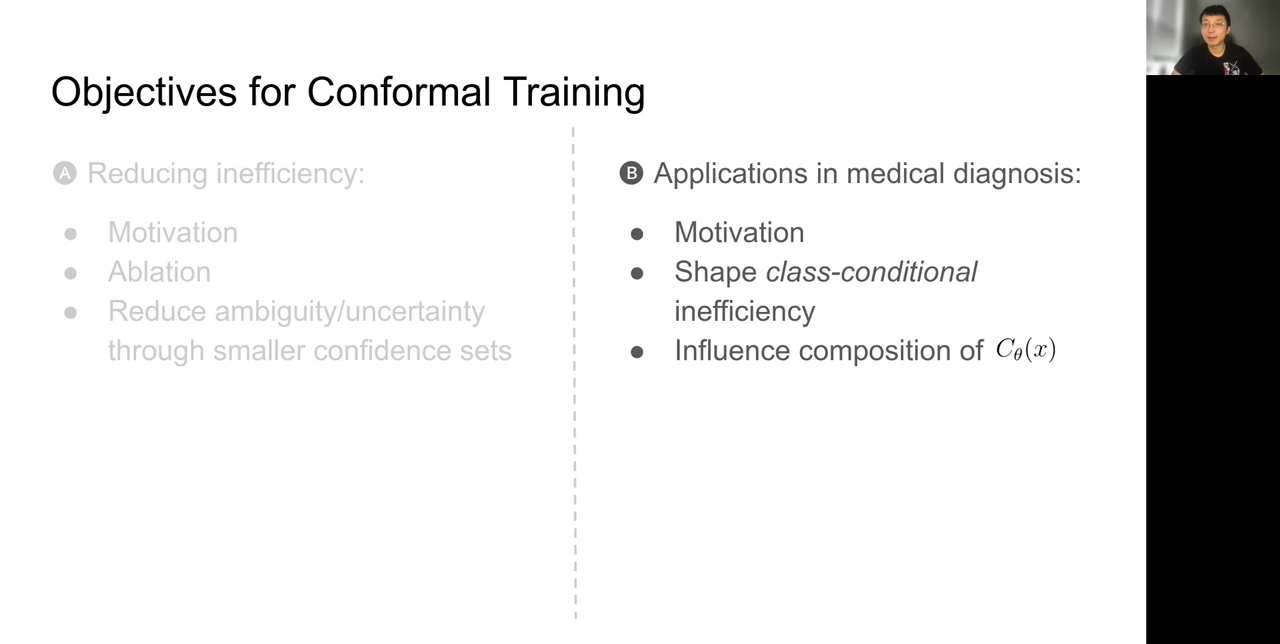 Objectives for Conformal Training
A Reducing inefficiency:
● Motivation
● Ablation
● Reduce ambiguity/uncertainty
through smaller confidence sets
B Applications in medical diagnosis:
● Motivation
● Shape class-conditional
inefficiency
● Influence composition of C_θ(x)